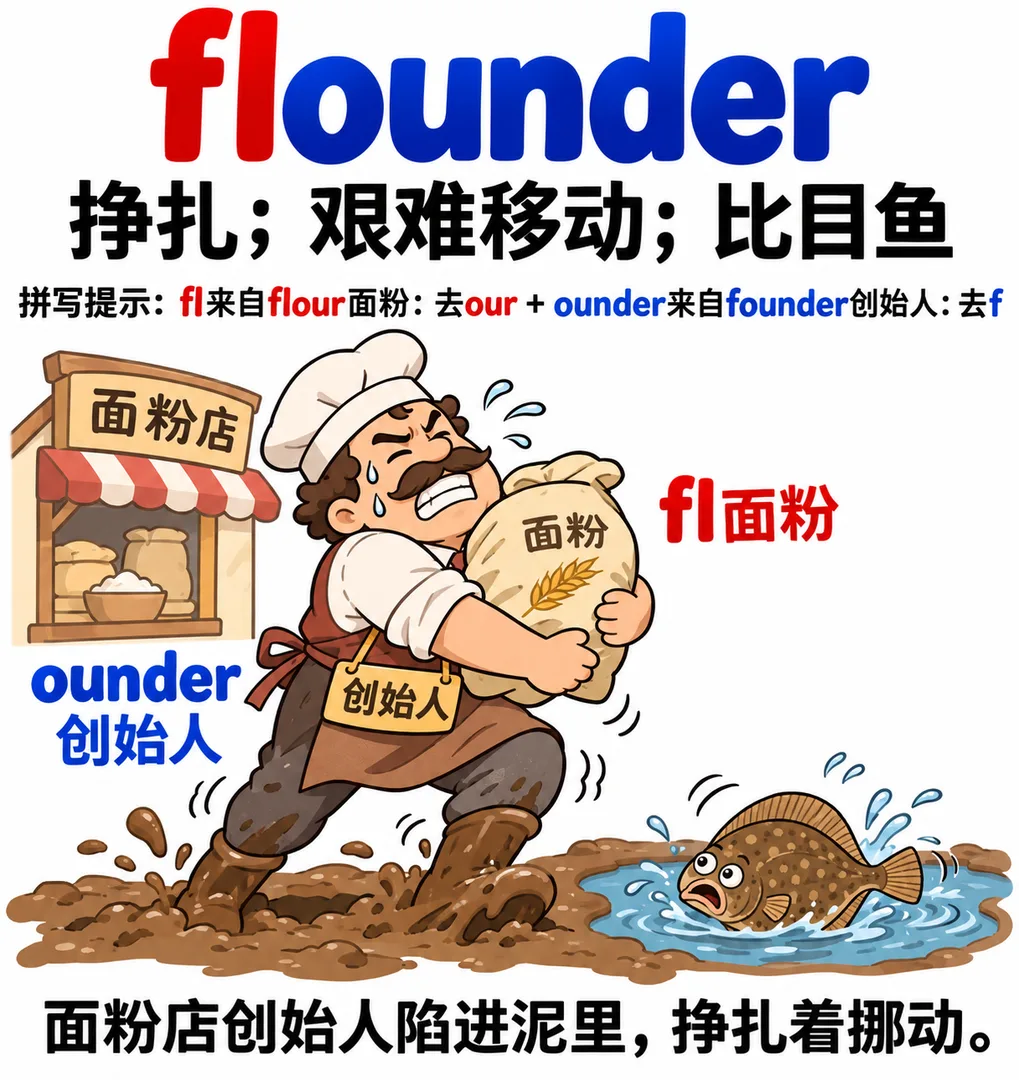 flounder
挣扎；艰难移动；比目鱼
拼写提示：fl来自flour面粉：去our + ounder来自founder创始人：去f
面粉店
面粉
fl面粉
ounder
创始人
创始人
面粉店创始人陷进泥里，挣扎着挪动。